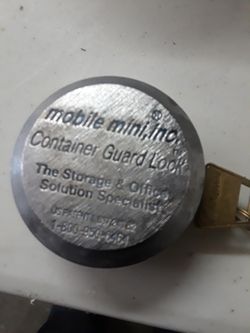 mobile mini, inc.
®
Container Guard Lock
The Storage & Office
Solution Specialists